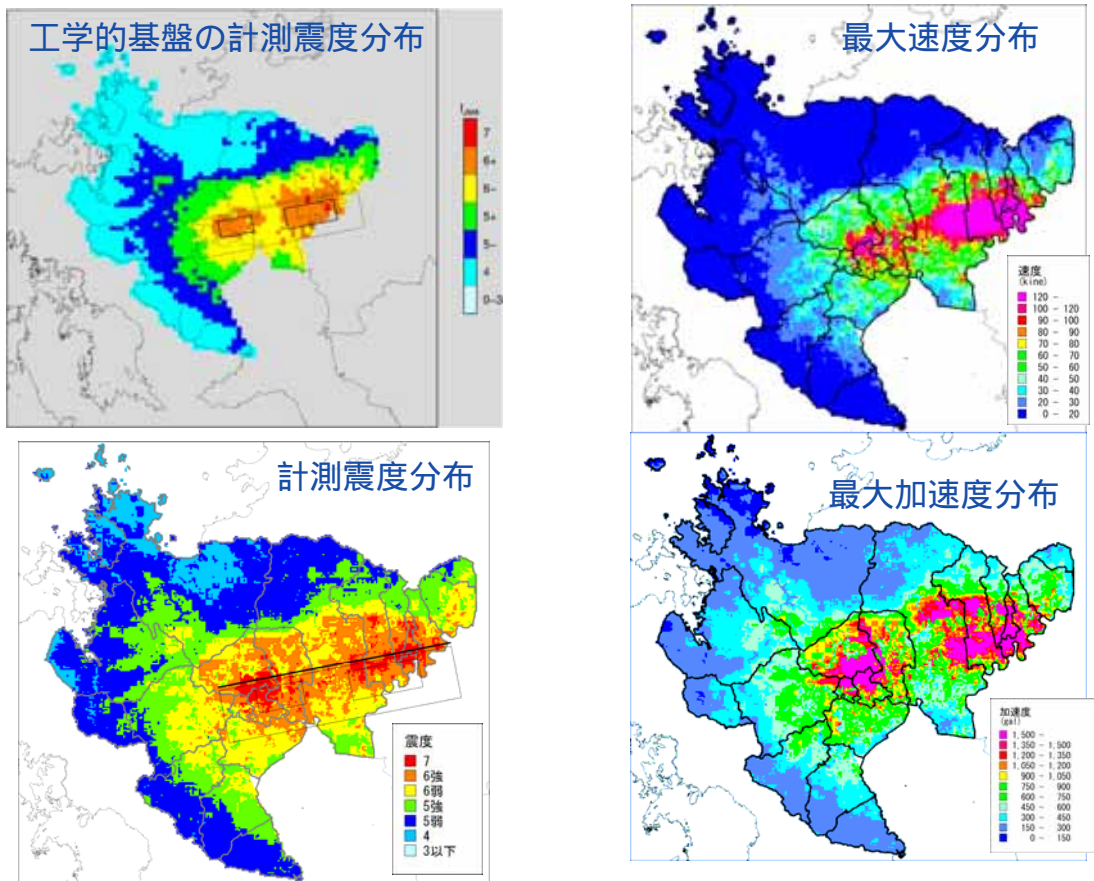 工学的基盤の計測震度分布
7
6+
6-
5+
5-
4
0-3
最大速度分布
速度
(kine)
120 -
100 - 120
90 - 100
80 - 90
70 - 80
60 - 70
50 - 60
40 - 50
30 - 40
20 - 30
0 - 20
計測震度分布
震度
7
6強
6弱
5強
5弱
4
3以下
最大加速度分布
加速度
(gal)
1,500 -
1,350 - 1,500
1,200 - 1,350
1,050 - 1,200
900 - 1,050
750 - 900
600 - 750
450 - 600
300 - 450
150 - 300
0 - 150